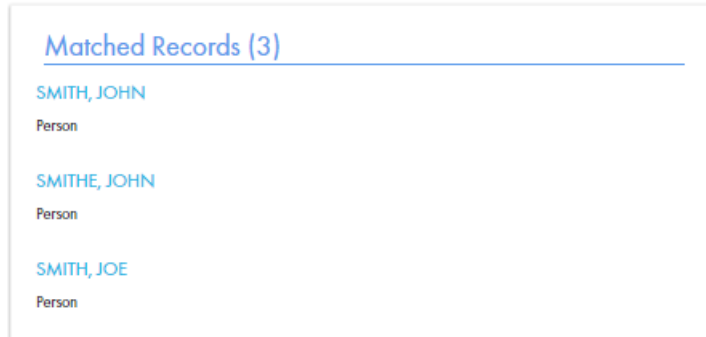 Matched Records (3)
SMITH, JOHN
Person
SMITHE, JOHN
Person
SMITH, JOE
Person